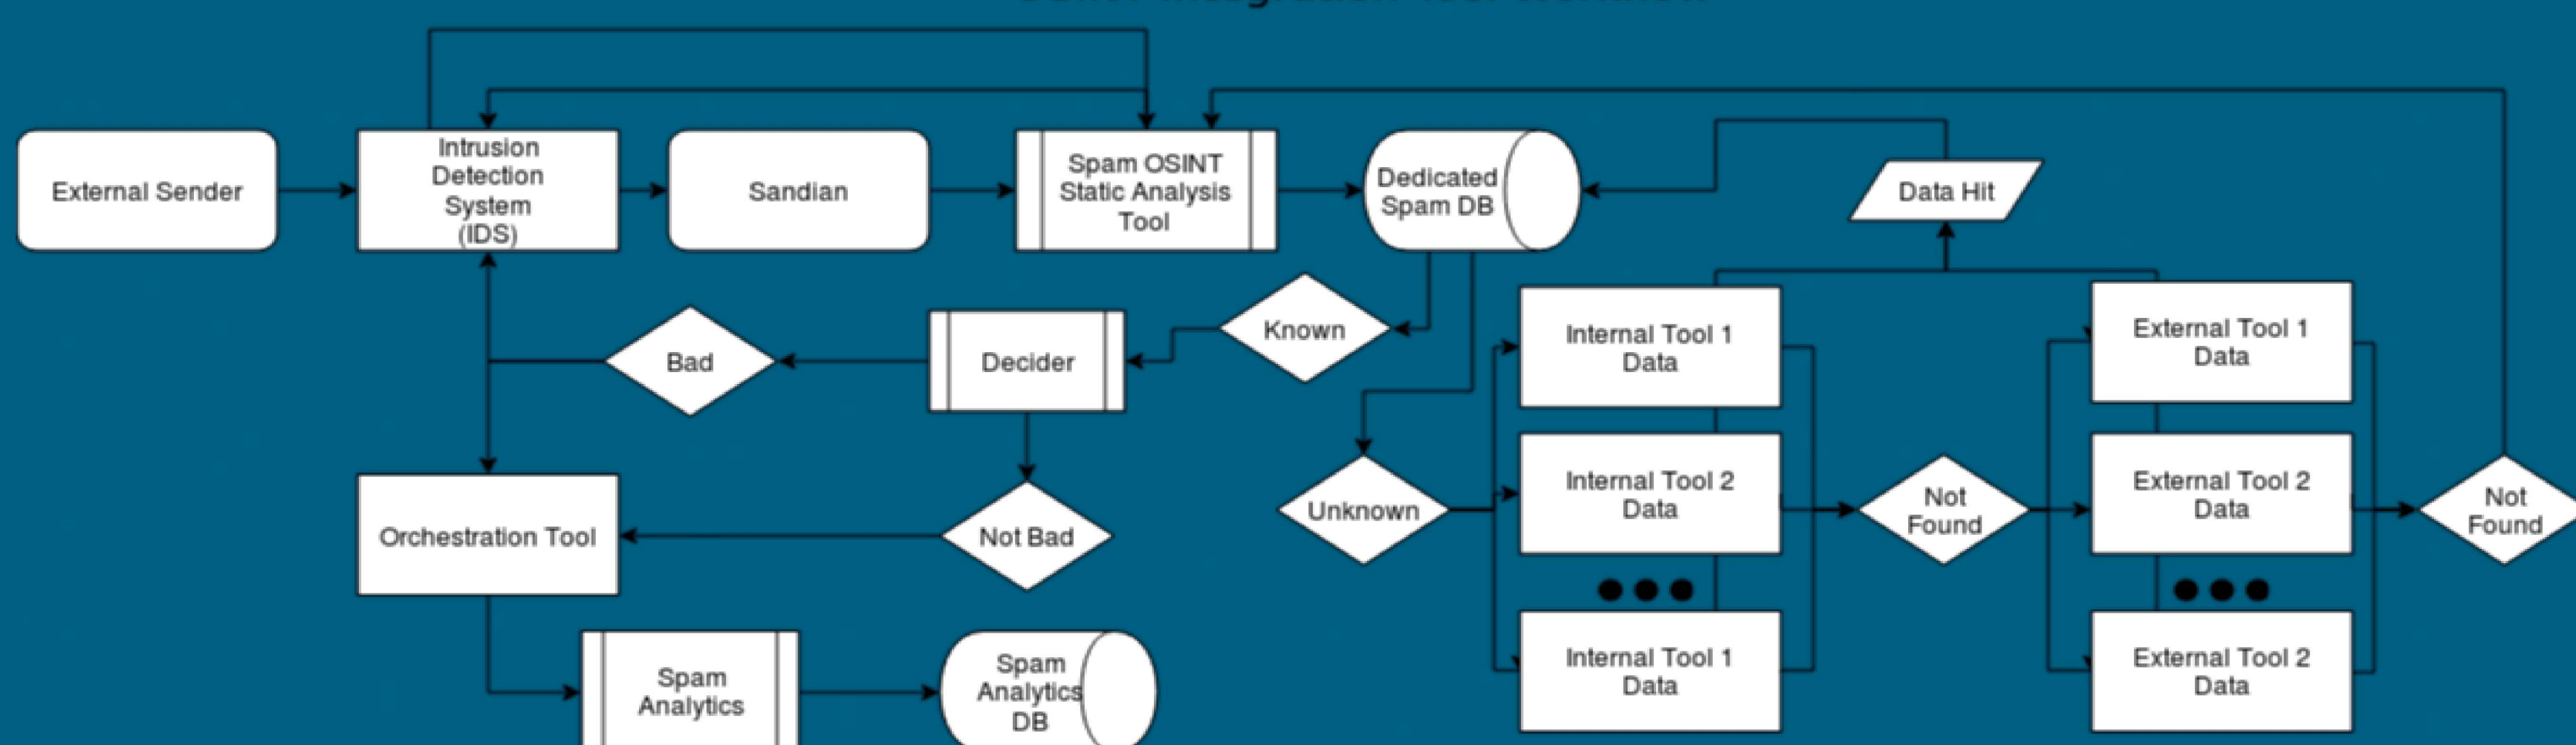 External Sender
Intrusion
Detection
System
(IDS)
Sandian
Spam OSINT
Static Analysis
Tool
Dedicated
Spam DB
Data Hit
Known
Bad
Decider
Internal Tool 1
Data
External Tool 1
Data
Orchestration Tool
Not Bad
Unknown
Internal Tool 2
Data
Not
Found
External Tool 2
Data
Not
Found
Spam
Analytics
Spam
Analytics
DB
Internal Tool 1
Data
External Tool 2
Data